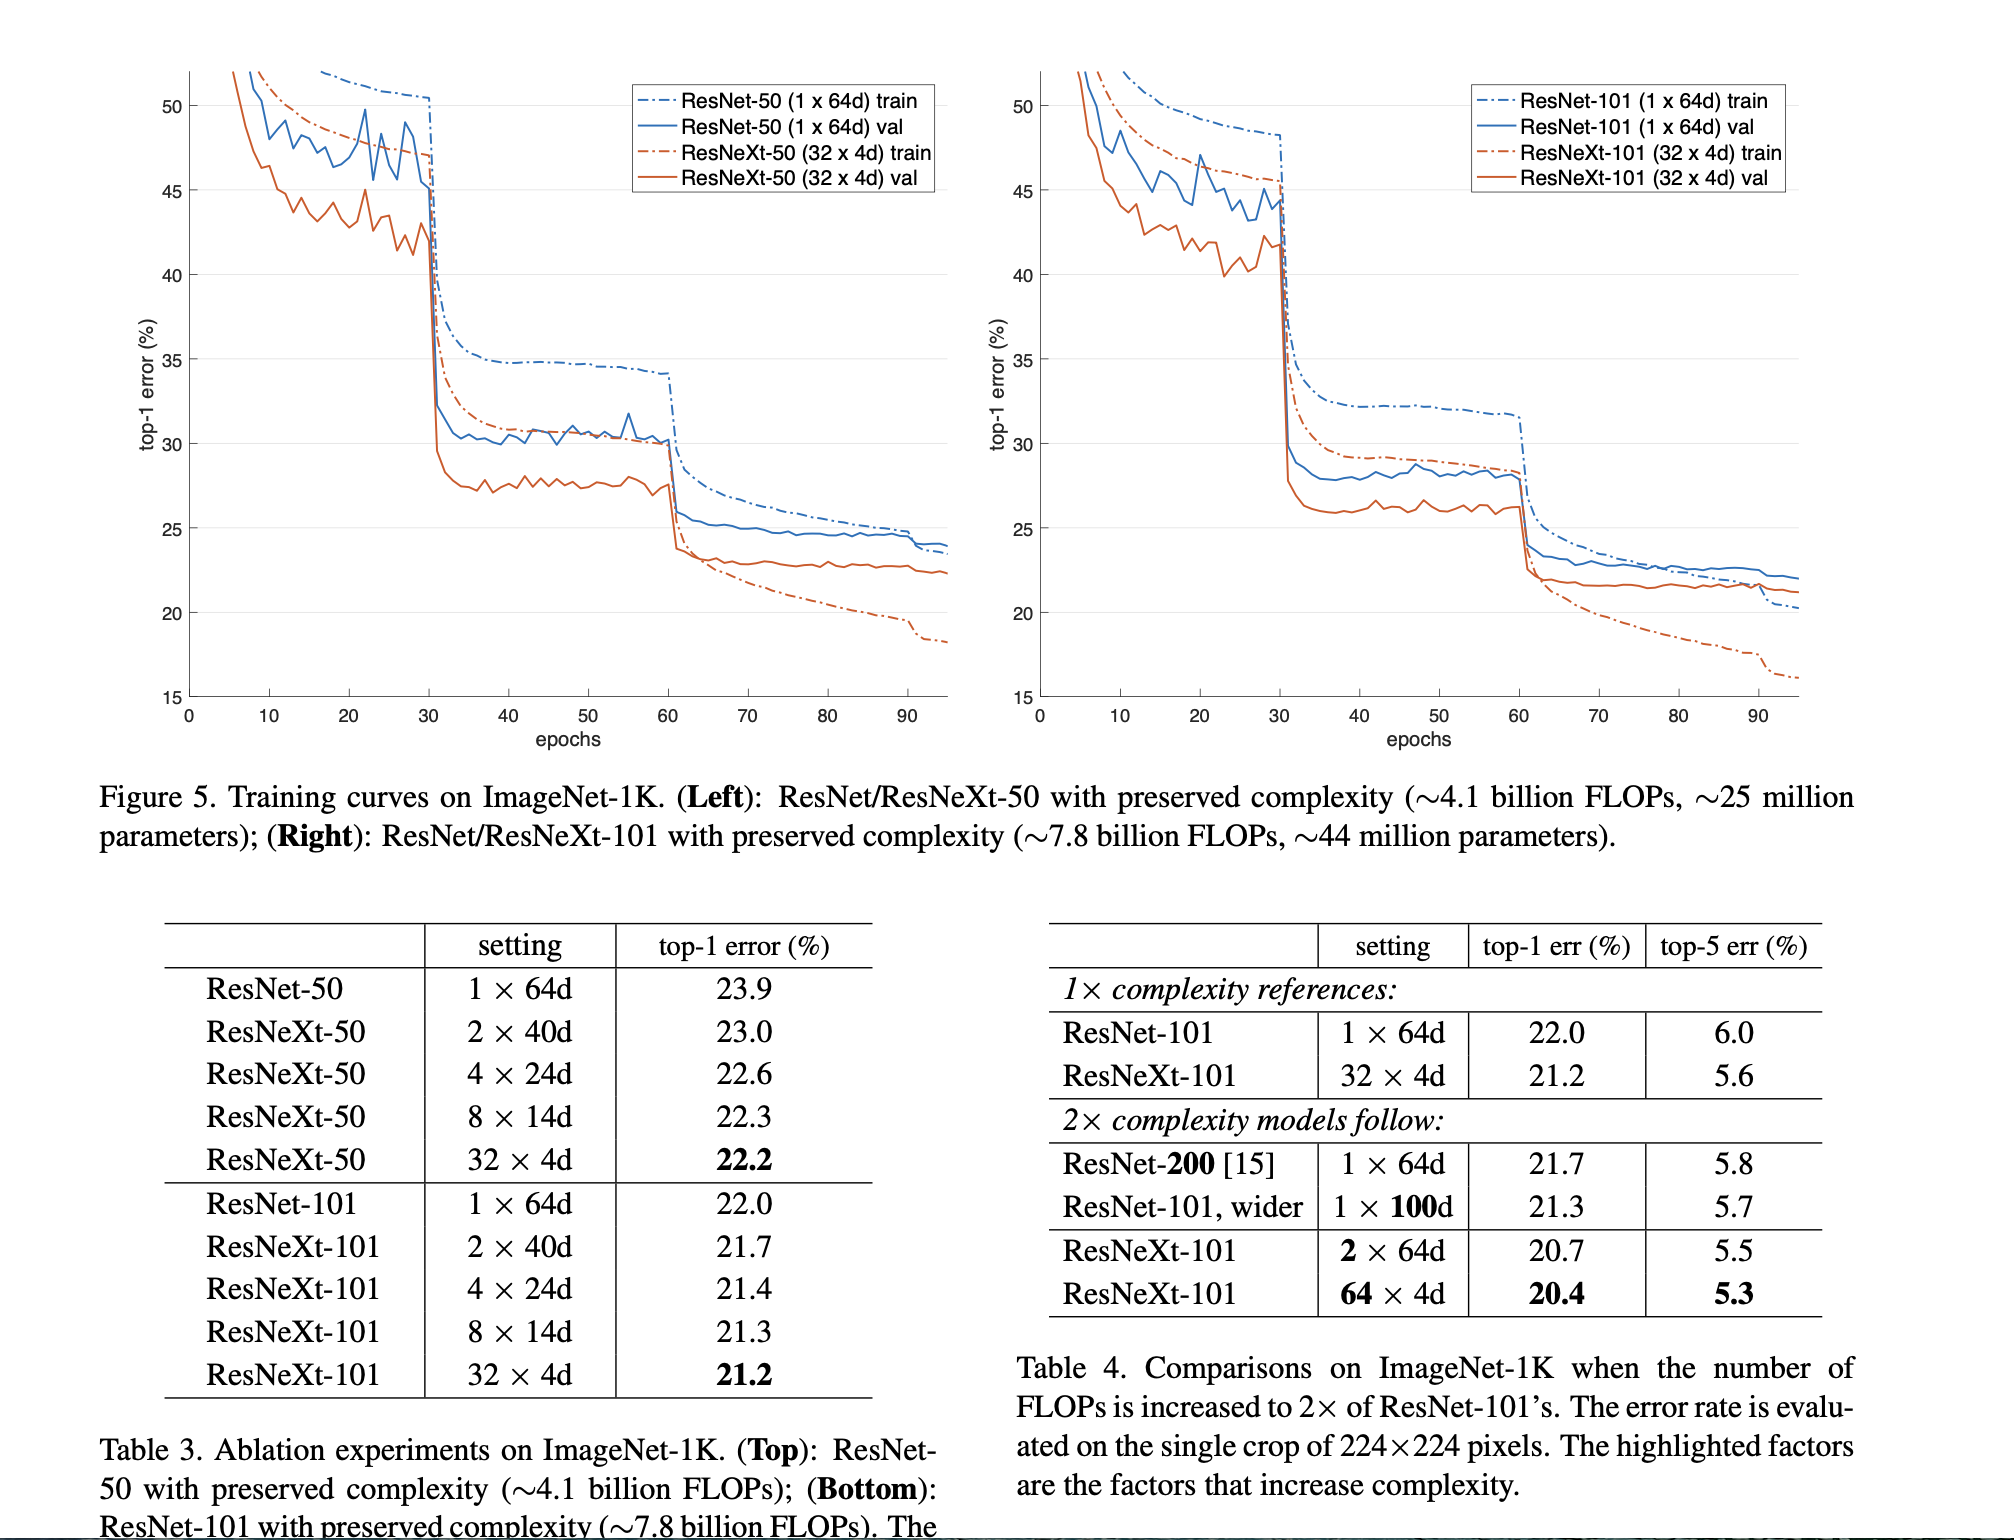 50
45
40
35
30
25
20
15
top-1 error (%)
0 10 20 30 40 50 60 70 80 90
epochs
ResNet-50 (1 x 64d) train
ResNet-50 (1 x 64d) val
ResNeXt-50 (32 x 4d) train
ResNeXt-50 (32 x 4d) val
50
45
40
35
30
25
20
15
top-1 error (%)
0 10 20 30 40 50 60 70 80 90
epochs
ResNet-101 (1 x 64d) train
ResNet-101 (1 x 64d) val
ResNeXt-101 (32 x 4d) train
ResNeXt-101 (32 x 4d) val
Figure 5. Training curves on ImageNet-1K. (Left): ResNet/ResNeXt-50 with preserved complexity (∼4.1 billion FLOPs, ∼25 million
parameters); (Right): ResNet/ResNeXt-101 with preserved complexity (∼7.8 billion FLOPs, ∼44 million parameters).
setting top-1 error (%)
ResNet-50 1 × 64d 23.9
ResNeXt-50 2 × 40d 23.0
ResNeXt-50 4 × 24d 22.6
ResNeXt-50 8 × 14d 22.3
ResNeXt-50 32 × 4d 22.2
ResNet-101 1 × 64d 22.0
ResNeXt-101 2 × 40d 21.7
ResNeXt-101 4 × 24d 21.4
ResNeXt-101 8 × 14d 21.3
ResNeXt-101 32 × 4d 21.2
Table 3. Ablation experiments on ImageNet-1K. (Top): ResNet-
50 with preserved complexity (∼4.1 billion FLOPs); (Bottom):
ResNet-101 with preserved complexity (∼7.8 billion FLOPs). The
setting top-1 err (%) top-5 err (%)
1× complexity references:
ResNet-101 1 × 64d 22.0 6.0
ResNeXt-101 32 × 4d 21.2 5.6
2× complexity models follow:
ResNet-200 [15] 1 × 64d 21.7 5.8
ResNet-101, wider 1 × 100d 21.3 5.7
ResNeXt-101 2 × 64d 20.7 5.5
ResNeXt-101 64 × 4d 20.4 5.3
Table 4. Comparisons on ImageNet-1K when the number of
FLOPs is increased to 2× of ResNet-101’s. The error rate is evalu-
ated on the single crop of 224×224 pixels. The highlighted factors
are the factors that increase complexity.